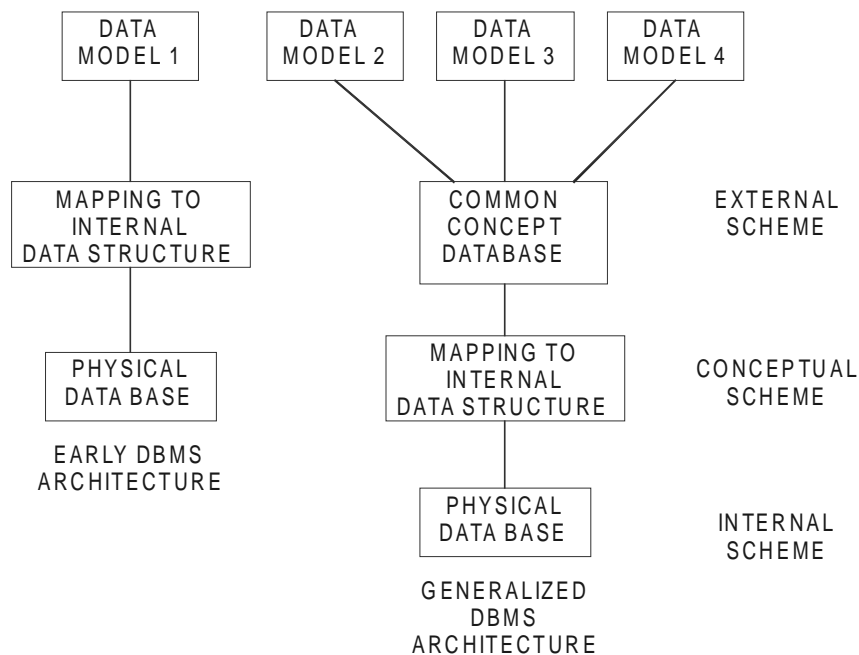 DATA
MODEL 1
DATA
MODEL 2
DATA
MODEL 3
DATA
MODEL 4
MAPPING TO
INTERNAL
DATA STRUCTURE
COMMON
CONCEPT
DATABASE
EXTERNAL
SCHEME
PHYSICAL
DATA BASE
MAPPING TO
INTERNAL
DATA STRUCTURE
CONCEPTUAL
SCHEME
EARLY DBMS
ARCHITECTURE
PHYSICAL
DATA BASE
INTERNAL
SCHEME
GENERALIZED
DBMS
ARCHITECTURE